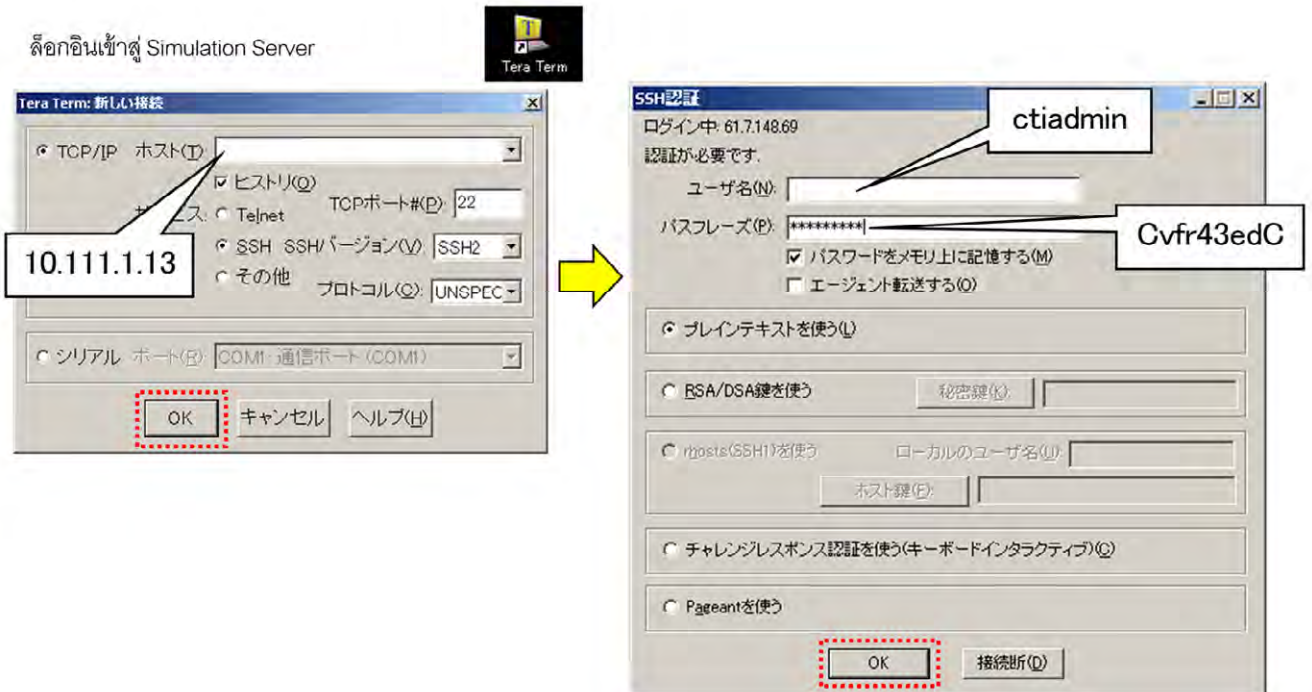 ล็อกอินเข้าสู่ Simulation Server
Tera Term
Tera Term: 新しい接続
TCP/IP
ホスト(T):
ヒストリ(O)
Telnet
TCPポート#(P): 22
SSH SSHバージョン(V): SSH2
その他
プロトコル(C): UNSPEC
10.111.1.13
シリアル ポート(R): COM1: 通信ポート (COM1)
OK キャンセル ヘルプ(H)
SSH認証
ログイン中: 61.7.148.69
認証が必要です.
ctiadmin
ユーザ名(N):
パスフレーズ(P): *********
Cvfr43edC
パスワードをメモリ上に記憶する(M)
エージェント転送する(O)
プレインテキストを使う(L)
RSA/DSA鍵を使う 秘密鍵(K):
rhosts(SSH1)を使う ローカルのユーザ名(U):
ホスト鍵(F):
チャレンジレスポンス認証を使う(キーボードインタラクティブ)(C)
Pageantを使う
OK 接続断(D)